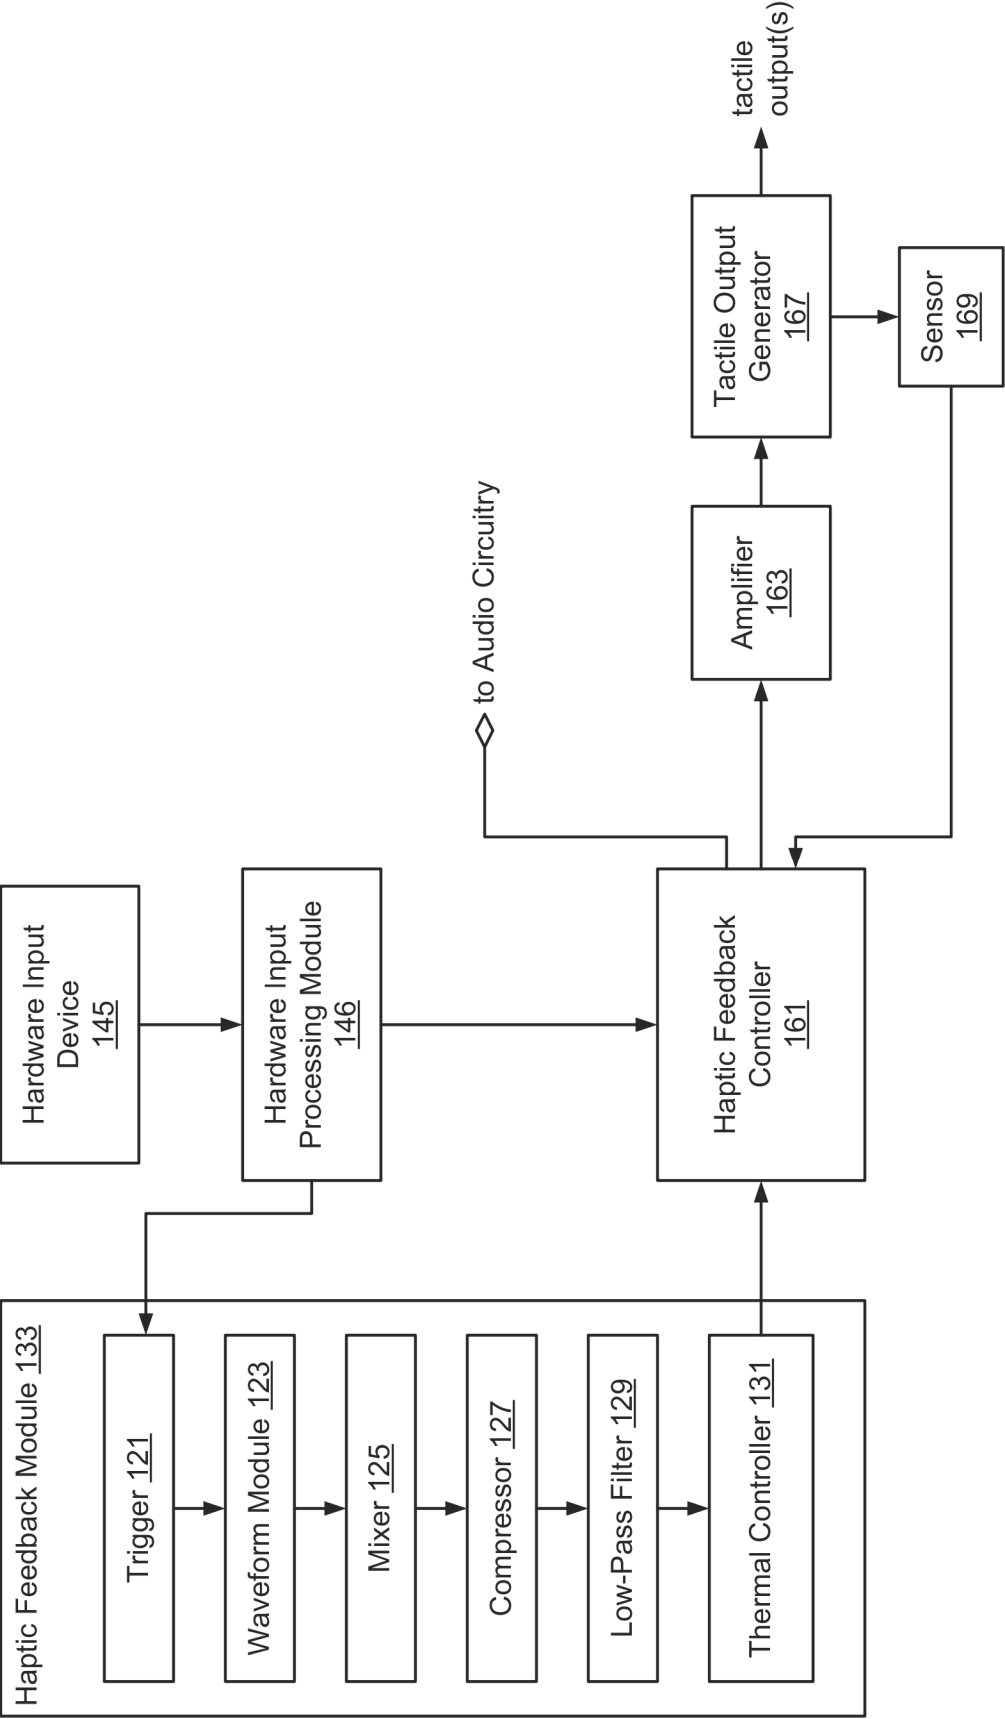 Haptic Feedback Module 133
Trigger 121
Waveform Module 123
Mixer 125
Compressor 127
Low-Pass Filter 129
Thermal Controller 131
Hardware Input
Device
145
Hardware Input
Processing Module
146
Haptic Feedback
Controller
161
to Audio Circuitry
Amplifier
163
Tactile Output
Generator
167
Sensor
169
tactile
output(s)